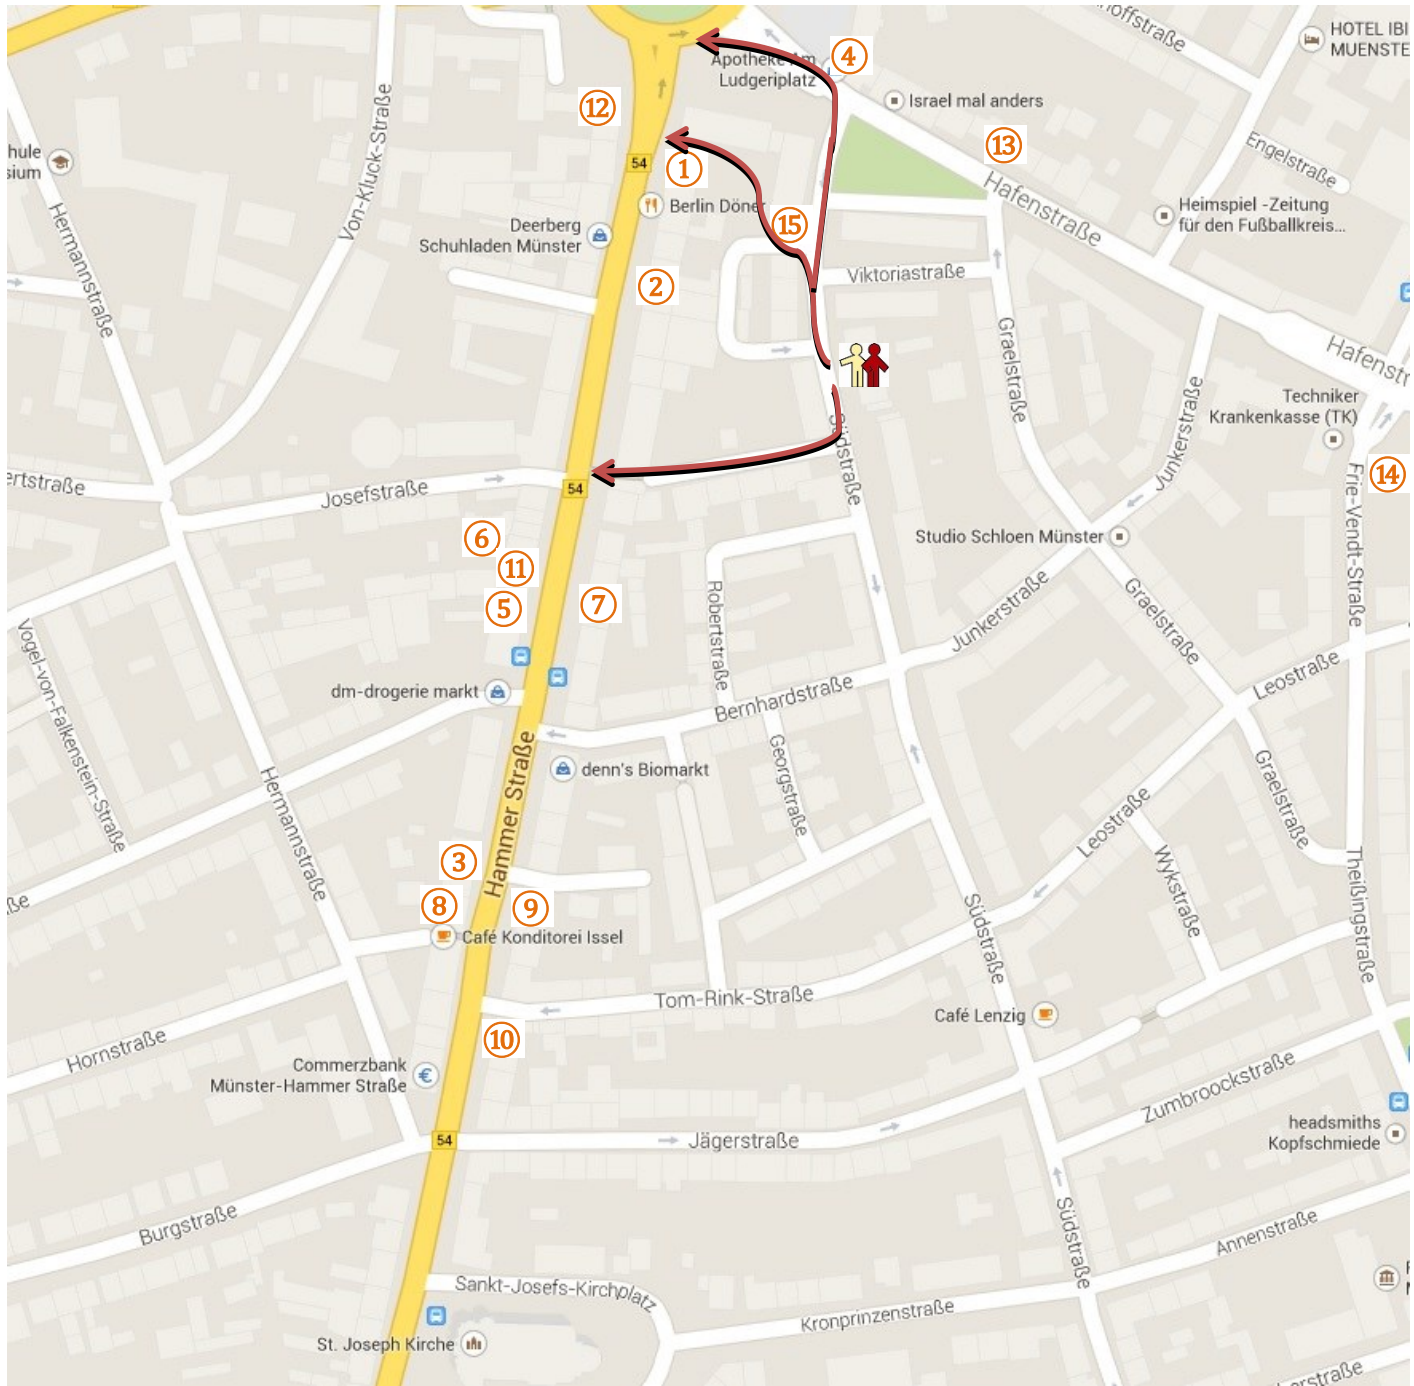 HOTEL IBI
MUENSTE
④
Apotheke Am
Ludgeriplatz
Israel mal anders
⑫
⑬
Engelstraße
hule
sium
54
①
Von-Kluck-Straße
Hafenstraße
Berlin Döner
Heimspiel -Zeitung
für den Fußballkreis...
Deerberg
Schuhladen Münster
⑮
Hermannstraße
②
Viktoriastraße
Graelstraße
Hafenstr
Techniker
Krankenkasse (TK)
Junkerstraße
Südstraße
ertstraße
Josefstraße
54
⑭
Frie-Vendt-Straße
⑥
Studio Schloen Münster
⑪
⑤
⑦
Robertstraße
Junkerstraße
Graelstraße
Vogel-von-Falkenstein-Straße
Leostraße
dm-drogerie markt
Bernhardstraße
Hammer Straße
denn's Biomarkt
Georgstraße
Graelstraße
Hermannstraße
Leostraße
③
Wykstraße
Theißingstraße
⑧
⑨
Café Konditorei Issel
Südstraße
Tom-Rink-Straße
Café Lenzig
⑩
Hornstraße
Commerzbank
Münster-Hammer Straße
€
Zumbroockstraße
headsmiths
Kopfschmiede
54
Jägerstraße
Burgstraße
Südstraße
Annenstraße
Sankt-Josefs-Kirchplatz
Kronprinzenstraße
St. Joseph Kirche